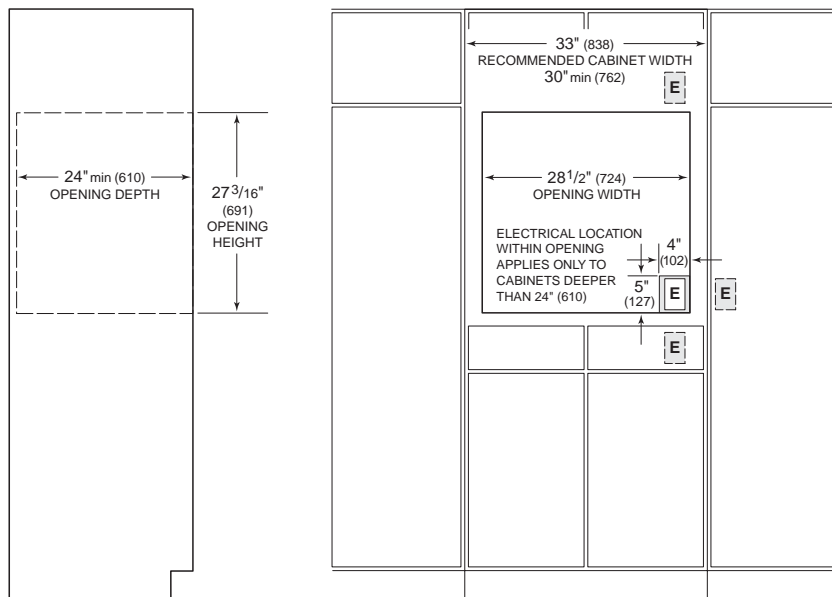 33" (838)
RECOMMENDED CABINET WIDTH
30" min (762)
E
24" min (610)
OPENING DEPTH
27 3/16"
(691)
OPENING
HEIGHT
28 1/2" (724)
OPENING WIDTH
ELECTRICAL LOCATION
WITHIN OPENING
APPLIES ONLY TO
CABINETS DEEPER
THAN 24" (610)
4"
(102)
5"
(127)
E
E
E